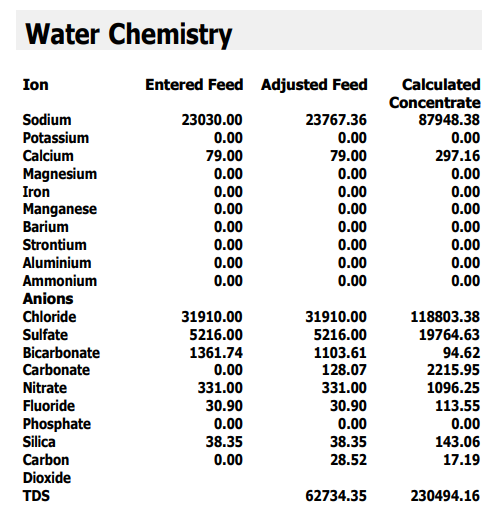 Water Chemistry
Ion Entered Feed Adjusted Feed Calculated
Concentrate
Sodium 23030.00 23767.36 87948.38
Potassium 0.00 0.00 0.00
Calcium 79.00 79.00 297.16
Magnesium 0.00 0.00 0.00
Iron 0.00 0.00 0.00
Manganese 0.00 0.00 0.00
Barium 0.00 0.00 0.00
Strontium 0.00 0.00 0.00
Aluminium 0.00 0.00 0.00
Ammonium 0.00 0.00 0.00
Anions
Chloride 31910.00 31910.00 118803.38
Sulfate 5216.00 5216.00 19764.63
Bicarbonate 1361.74 1103.61 94.62
Carbonate 0.00 128.07 2215.95
Nitrate 331.00 331.00 1096.25
Fluoride 30.90 30.90 113.55
Phosphate 0.00 0.00 0.00
Silica 38.35 38.35 143.06
Carbon 0.00 28.52 17.19
Dioxide
TDS 62734.35 230494.16